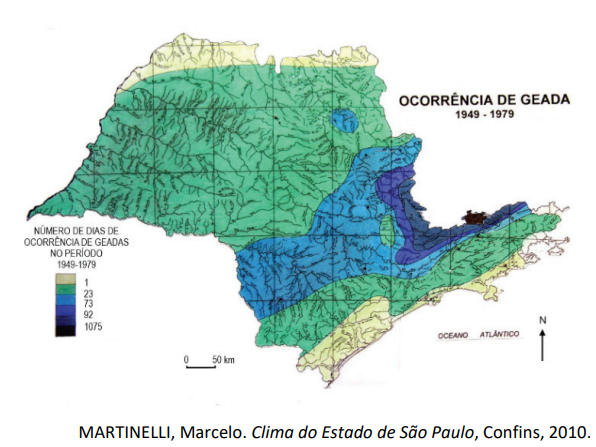 OCORRÊNCIA DE GEADA
1949 - 1979
NÚMERO DE DIAS DE
OCORRÊNCIA DE GEADAS
NO PERÍODO
1949-1979
1
23
73
92
1075
0 50 km
OCEANO ATLÂNTICO
N
MARTINELLI, Marcelo. Clima do Estado de São Paulo, Confins, 2010.